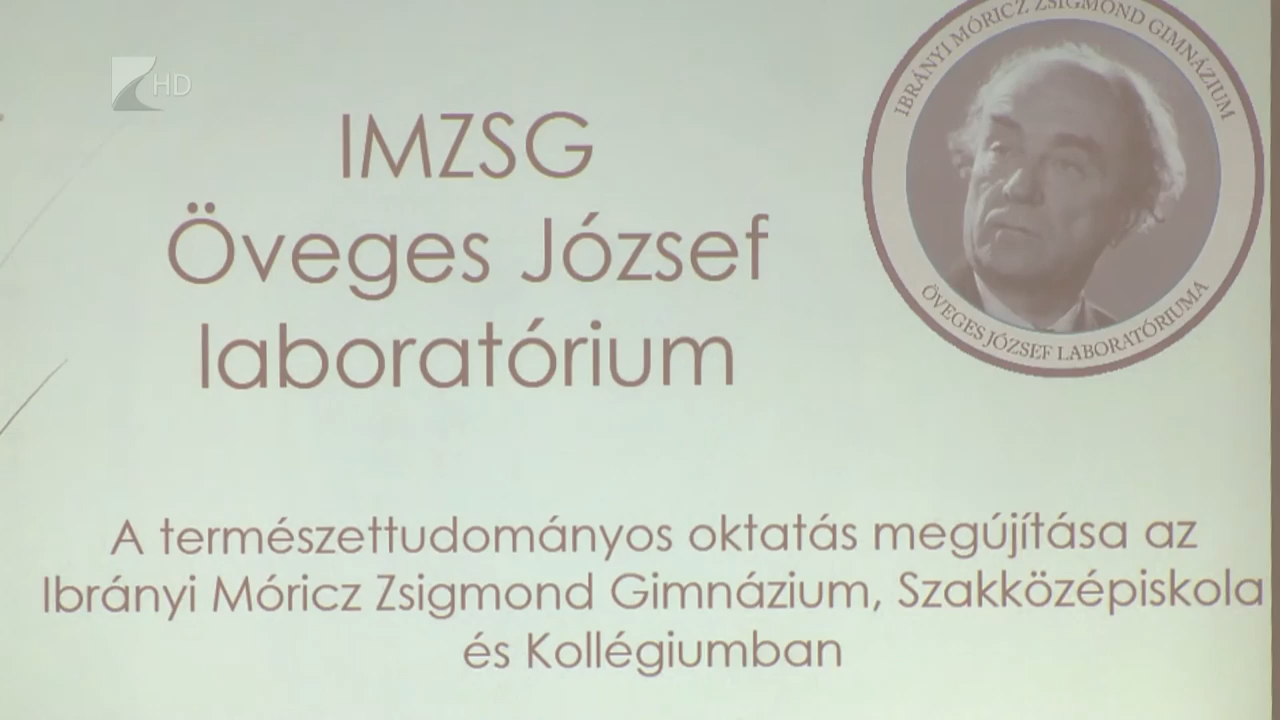 HD
IMZSG
Öveges József
laboratórium
IBRÁNYI MÓRICZ ZSIGMOND GIMNÁZIUM
ÖVEGES JÓZSEF LABORATÓRIUMA
A természettudományos oktatás megújítása az
Ibrányi Móricz Zsigmond Gimnázium, Szakközépiskola
és Kollégiumban